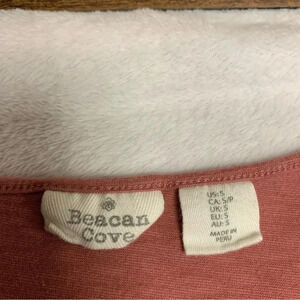 Beacan
Cove
US: S
CA: S/P
UK: S
EU: S
AU: S
MADE IN
PERU